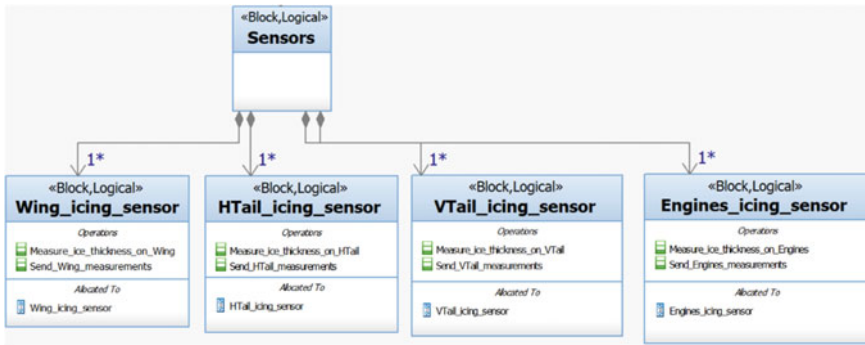 «Block,Logical»
Sensors
1*
1*
1*
1*
«Block,Logical»
Wing_icing_sensor
Operations
Measure_ice_thickness_on_Wing
Send_Wing_measurements
Allocated To
Wing_icing_sensor
«Block,Logical»
HTail_icing_sensor
Operations
Measure_ice_thickness_on_HTail
Send_HTail_measurements
Allocated To
HTail_icing_sensor
«Block,Logical»
VTail_icing_sensor
Operations
Measure_ice_thickness_on_VTail
Send_VTail_measurements
Allocated To
VTail_icing_sensor
«Block,Logical»
Engines_icing_sensor
Operations
Measure_ice_thickness_on_Engines
Send_Engines_measurements
Allocated To
Engines_icing_sensor